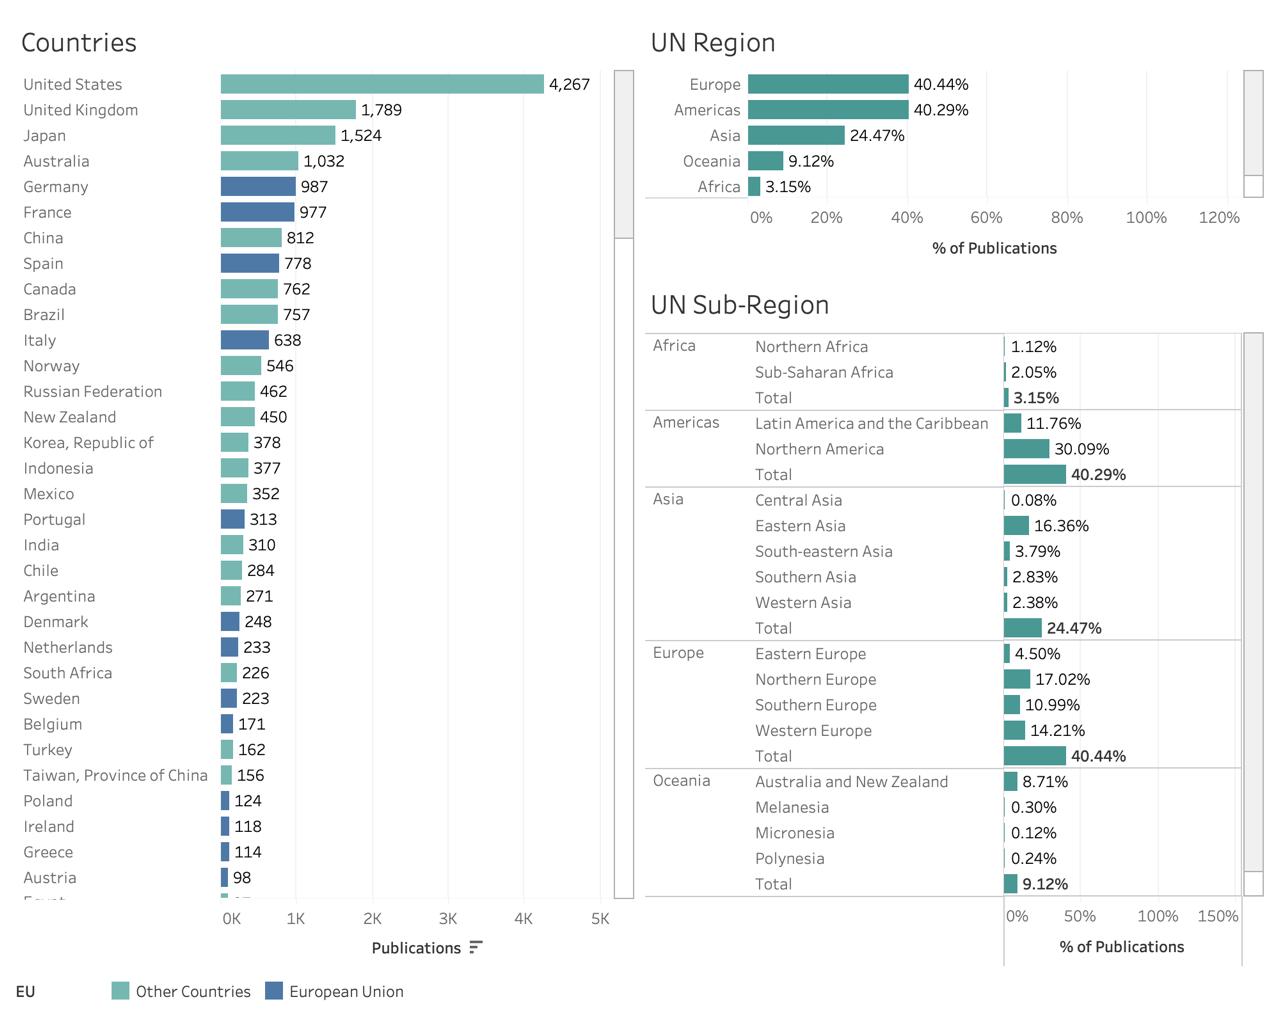 Countries
United States 4,267
United Kingdom 1,789
Japan 1,524
Australia 1,032
Germany 987
France 977
China 812
Spain 778
Canada 762
Brazil 757
Italy 638
Norway 546
Russian Federation 462
New Zealand 450
Korea, Republic of 378
Indonesia 377
Mexico 352
Portugal 313
India 310
Chile 284
Argentina 271
Denmark 248
Netherlands 233
South Africa 226
Sweden 223
Belgium 171
Turkey 162
Taiwan, Province of China 156
Poland 124
Ireland 118
Greece 114
Austria 98
0K 1K 2K 3K 4K 5K
Publications
UN Region
Europe 40.44%
Americas 40.29%
Asia 24.47%
Oceania 9.12%
Africa 3.15%
0% 20% 40% 60% 80% 100% 120%
% of Publications
UN Sub-Region
Africa Northern Africa 1.12%
Sub-Saharan Africa 2.05%
Total 3.15%
Americas Latin America and the Caribbean 11.76%
Northern America 30.09%
Total 40.29%
Asia Central Asia 0.08%
Eastern Asia 16.36%
South-eastern Asia 3.79%
Southern Asia 2.83%
Western Asia 2.38%
Total 24.47%
Europe Eastern Europe 4.50%
Northern Europe 17.02%
Southern Europe 10.99%
Western Europe 14.21%
Total 40.44%
Oceania Australia and New Zealand 8.71%
Melanesia 0.30%
Micronesia 0.12%
Polynesia 0.24%
Total 9.12%
0% 50% 100% 150%
% of Publications
EU Other Countries European Union